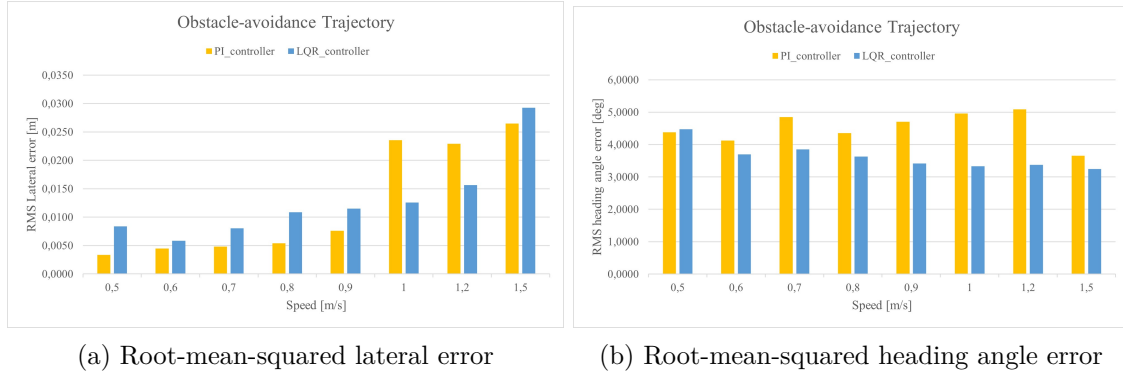 Obstacle-avoidance Trajectory
PI_controller LQR_controller
0,0350
0,0300
0,0250
0,0200
0,0150
0,0100
0,0050
0,0000
RMS Lateral error [m]
0,5 0,6 0,7 0,8 0,9 1 1,2 1,5
Speed [m/s]
(a) Root-mean-squared lateral error
Obstacle-avoidance Trajectory
PI_controller LQR_controller
6,0000
5,0000
4,0000
3,0000
2,0000
1,0000
0,0000
RMS heading angle error [deg]
0,5 0,6 0,7 0,8 0,9 1 1,2 1,5
Speed [m/s]
(b) Root-mean-squared heading angle error